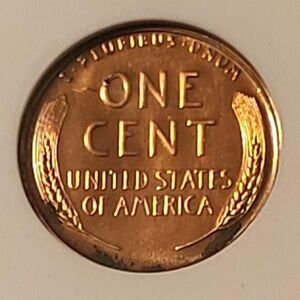 E·PLURIBUS·UNUM
ONE
CENT
UNITED STATES
OF AMERICA